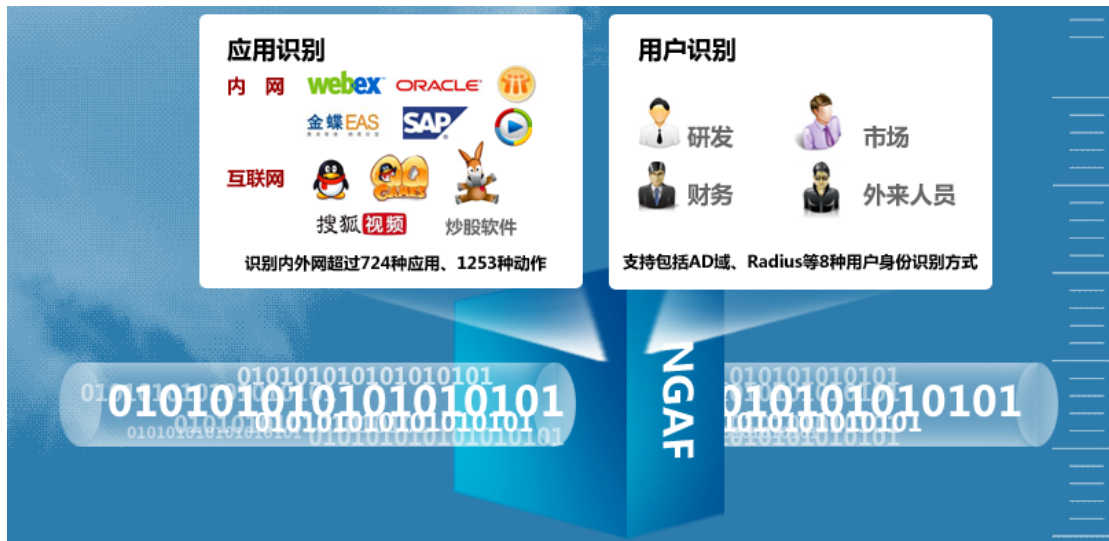 应用识别
内 网 webex ORACLE
金蝶EAS SAP
互联网 QQ GAMES
搜狐视频 炒股软件
识别内外网超过724种应用、1253种动作
用户识别
研发 市场
财务 外来人员
支持包括AD域、Radius等8种用户身份识别方式
NGAF
010101010101010101
01010101010101010101
010101010101010101
010101010101
01010101010101